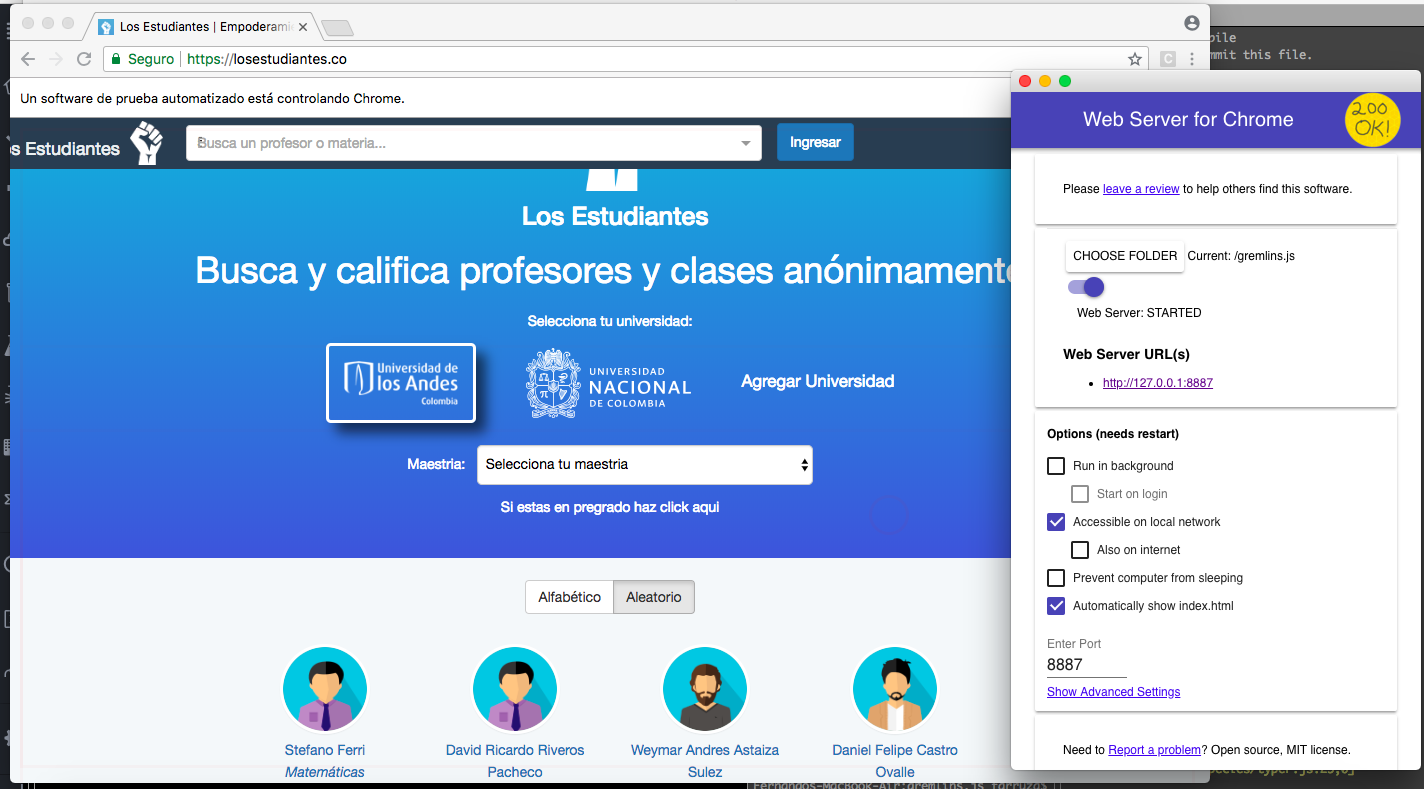 Los Estudiantes | Empoderamie
Seguro | https://losestudiantes.co
C
Un software de prueba automatizado está controlando Chrome.
s Estudiantes
Busca un profesor o materia...
Ingresar
Los Estudiantes
Busca y califica profesores y clases anónimamente
Selecciona tu universidad:
Universidad de
los Andes
Colombia
UNIVERSIDAD
NACIONAL
DE COLOMBIA
Agregar Universidad
Maestria:
Selecciona tu maestria
Si estas en pregrado haz click aqui
Alfabético
Aleatorio
Stefano Ferri
Matemáticas
David Ricardo Riveros
Pacheco
Weymar Andres Astaiza
Sulez
Daniel Felipe Castro
Ovalle
pile
mmit this file.
Web Server for Chrome
200
OK!
Please leave a review to help others find this software.
CHOOSE FOLDER
Current: /gremlins.js
Web Server: STARTED
Web Server URL(s)
http://127.0.0.1:8887
Options (needs restart)
Run in background
Start on login
Accessible on local network
Also on internet
Prevent computer from sleeping
Automatically show index.html
Enter Port
8887
Show Advanced Settings
Need to Report a problem? Open source, MIT license.